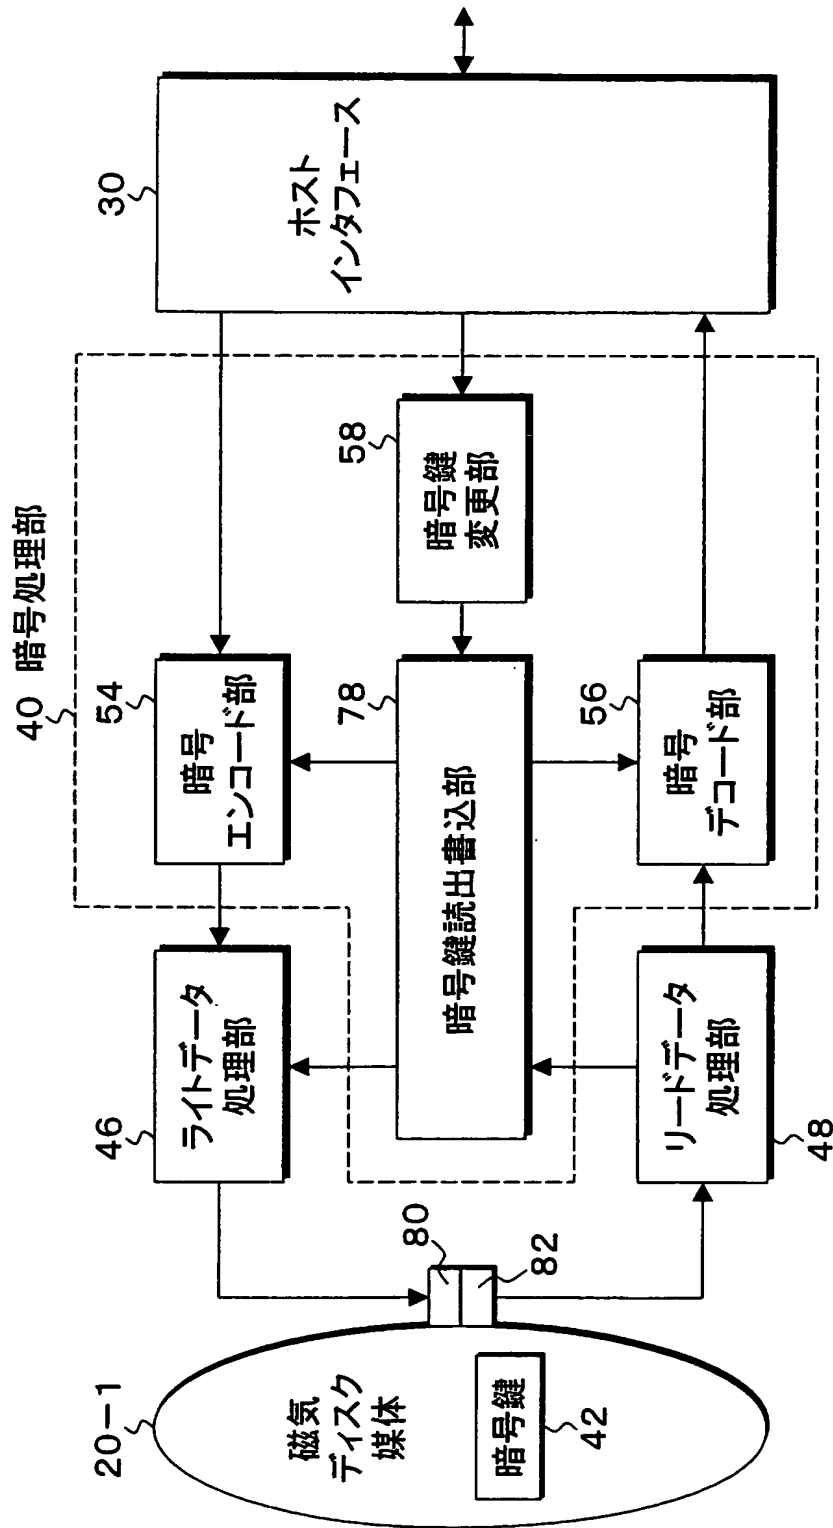 40 暗号処理部
20-1
磁気
ディスク
媒体
暗号鍵
42
80
82
46
ライトデータ
処理部
54
暗号
エンコード部
30
ホスト
インタフェース
78
暗号鍵読出書込部
58
暗号鍵
変更部
48
リードデータ
処理部
56
暗号
デコード部